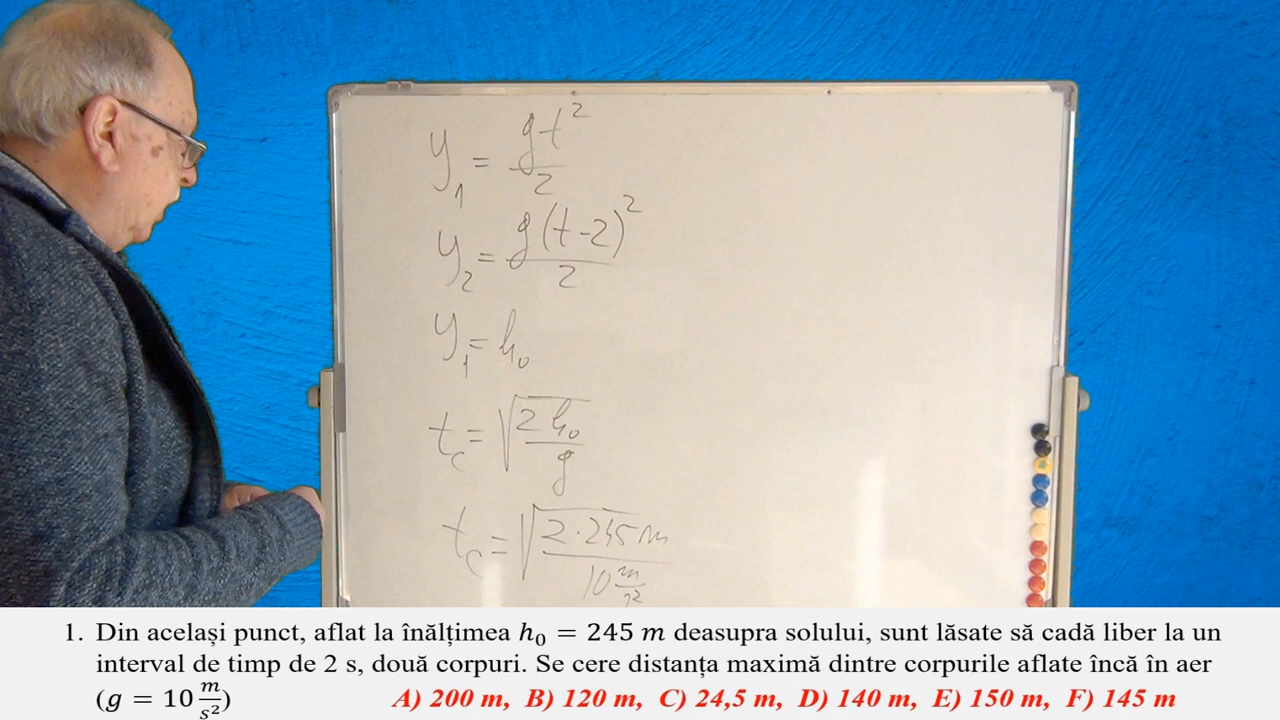 y₁ = gt²/2
y₂ = g(t-2)²/2
y₁ = h₀
t_c = √(2h₀/g)
t_c = √(2·245m/10 m/s²)
1. Din același punct, aflat la înălțimea h₀ = 245 m deasupra solului, sunt lăsate să cadă liber la un
interval de timp de 2 s, două corpuri. Se cere distanța maximă dintre corpurile aflate încă în aer
(g = 10 m/s²) A) 200 m, B) 120 m, C) 24,5 m, D) 140 m, E) 150 m, F) 145 m